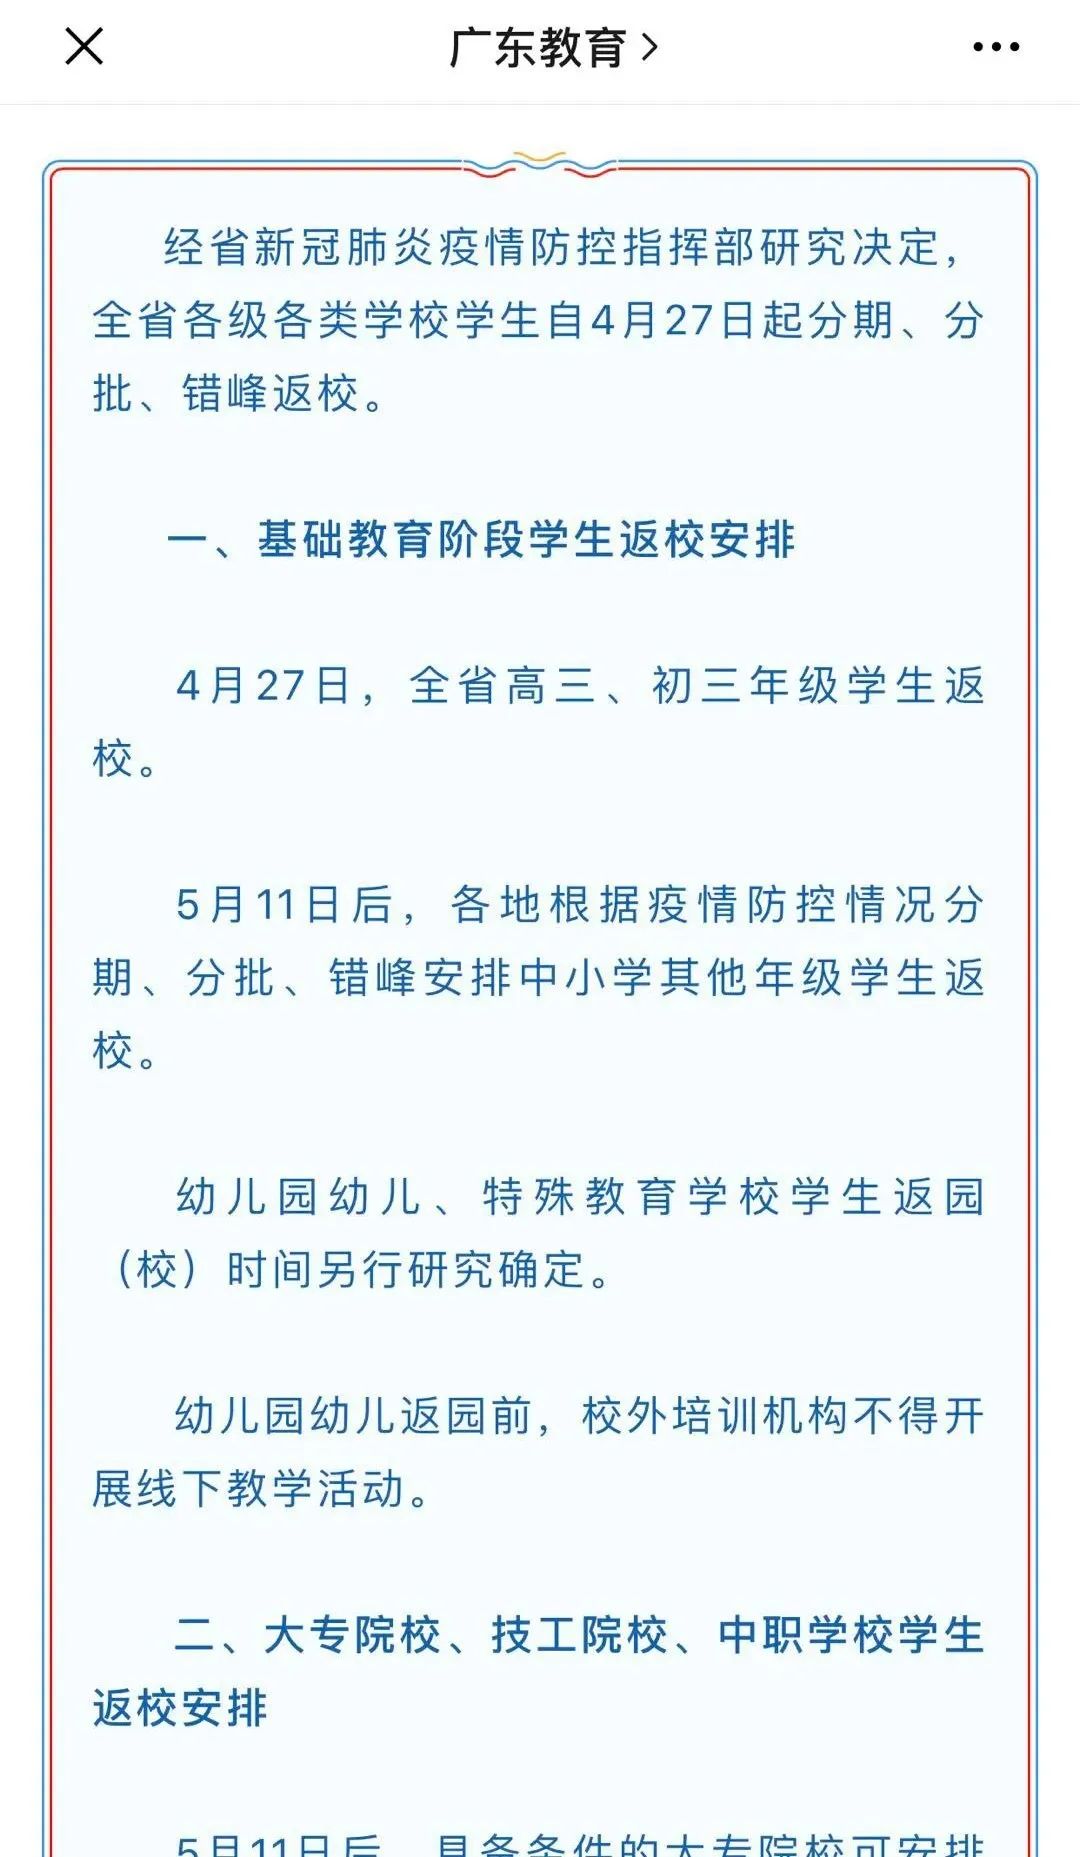 广东教育
经省新冠肺炎疫情防控指挥部研究决定，
全省各级各类学校学生自4月27日起分期、分
批、错峰返校。
一、基础教育阶段学生返校安排
4月27日，全省高三、初三年级学生返
校。
5月11日后，各地根据疫情防控情况分
期、分批、错峰安排中小学其他年级学生返
校。
幼儿园幼儿、特殊教育学校学生返园
（校）时间另行研究确定。
幼儿园幼儿返园前，校外培训机构不得开
展线下教学活动。
二、大专院校、技工院校、中职学校学生
返校安排
5月11日后，具备条件的大专院校可安排